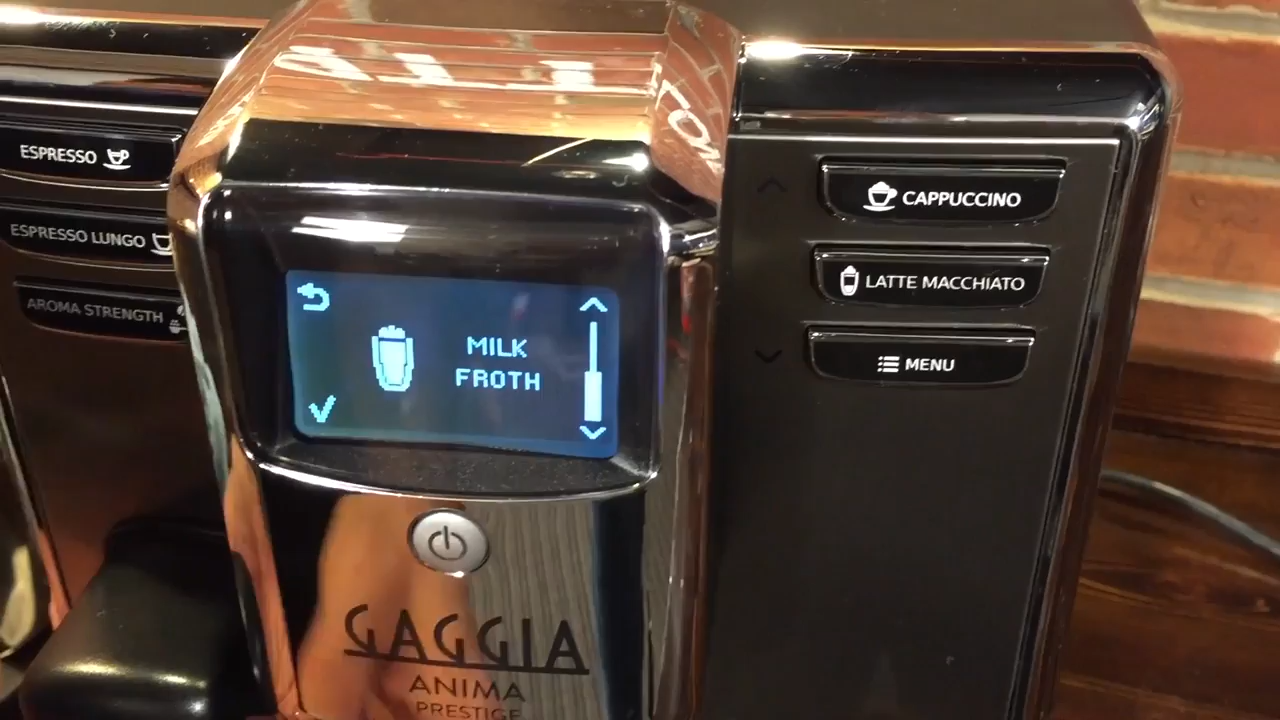 ESPRESSO
ESPRESSO LUNGO
AROMA STRENGTH
MILK
FROTH
CAPPUCCINO
LATTE MACCHIATO
MENU
GAGGIA
ANIMA
PRESTIGE